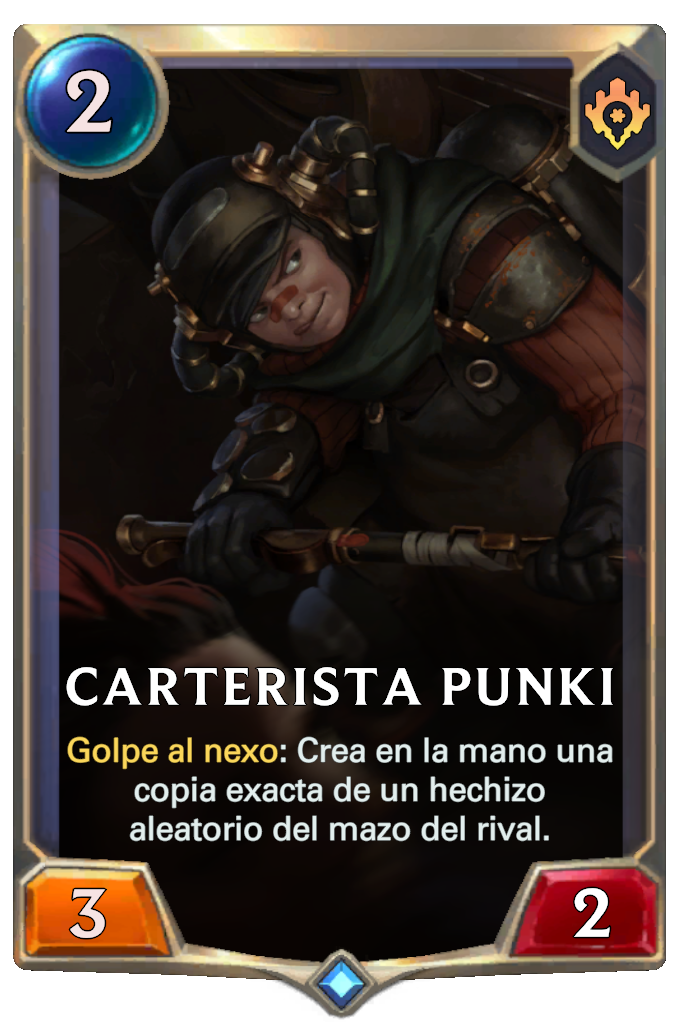 2
CARTERISTA PUNKI
Golpe al nexo: Crea en la mano una
copia exacta de un hechizo
aleatorio del mazo del rival.
3
2